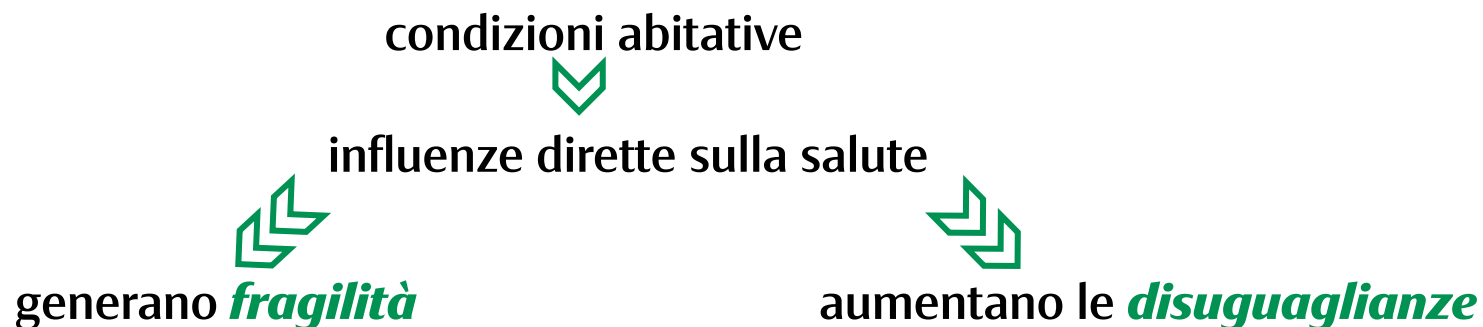 condizioni abitative
influenze dirette sulla salute
generano fragilità
aumentano le disuguaglianze